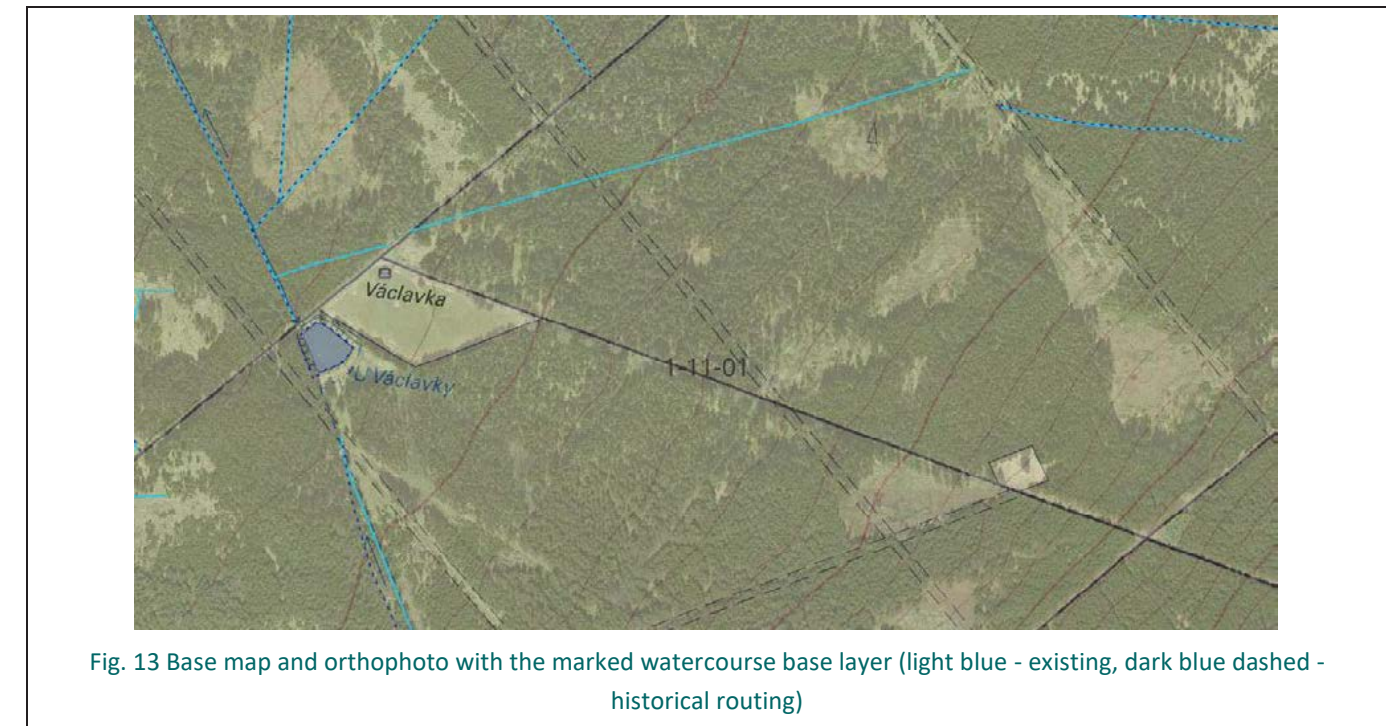 Václavka
U Václavky
1-11-01
Fig. 13 Base map and orthophoto with the marked watercourse base layer (light blue - existing, dark blue dashed -
historical routing)